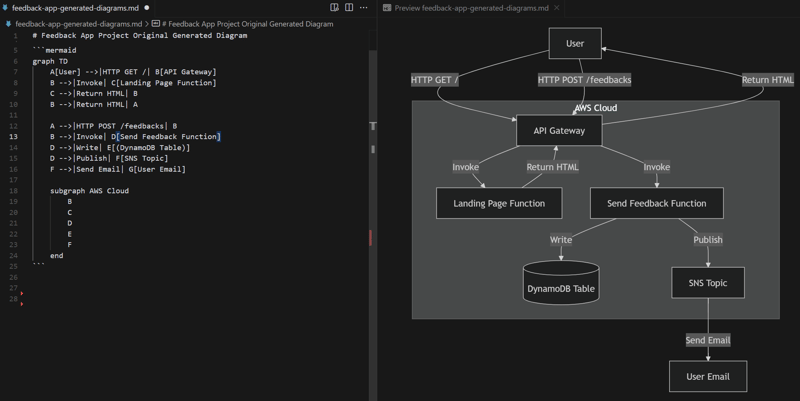 feedback-app-generated-diagrams.md
feedback-app-generated-diagrams.md > # Feedback App Project Original Generated Diagram
1 # Feedback App Project Original Generated Diagram
5 ```mermaid
6 graph TD
7 A[User] -->|HTTP GET /| B[API Gateway]
8 B -->|Invoke| C[Landing Page Function]
9 C -->|Return HTML| B
10 B -->|Return HTML| A
11
12 A -->|HTTP POST /feedbacks| B
13 B -->|Invoke| D[Send Feedback Function]
14 D -->|Write| E[(DynamoDB Table)]
15 D -->|Publish| F[SNS Topic]
16 F -->|Send Email| G[User Email]
17
18 subgraph AWS Cloud
19 B
20 C
21 D
22 E
23 F
24 end
25 ```
26
27
28
Preview feedback-app-generated-diagrams.md
User
HTTP GET /
HTTP POST /feedbacks
Return HTML
AWS Cloud
API Gateway
Invoke
Return HTML
Invoke
Landing Page Function
Send Feedback Function
Write
Publish
DynamoDB Table
SNS Topic
Send Email
User Email